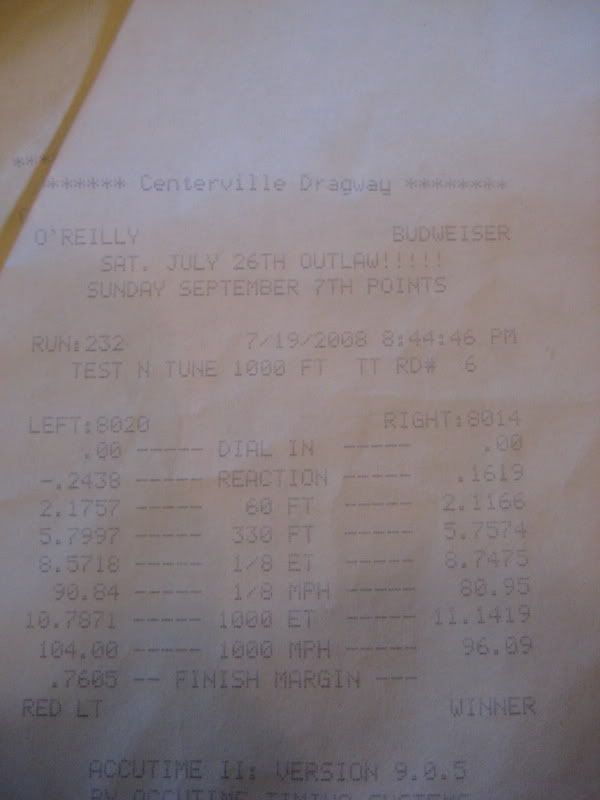 ***
****** Centerville Dragway ********
O'REILLY BUDWEISER
SAT. JULY 26TH OUTLAW!!!!!
SUNDAY SEPTEMBER 7TH POINTS
RUN:232 7/19/2008 8:44:46 PM
TEST N TUNE 1000 FT TT RD# 6
LEFT:8020 RIGHT:8014
.00 ----- DIAL IN ----- .00
-.2438 ----- REACTION ----- .1619
2.1757 ----- 60 FT ----- 2.1166
5.7997 ----- 330 FT ----- 5.7574
8.5718 ----- 1/8 ET ----- 8.7475
90.84 ----- 1/8 MPH ----- 80.95
10.7871 ----- 1000 ET ----- 11.1419
104.00 ----- 1000 MPH ----- 96.09
.7605 -- FINISH MARGIN ---
RED LT WINNER
ACCUTIME II: VERSION 9.0.5
BY ACCUTIME TIMING SYSTEMS